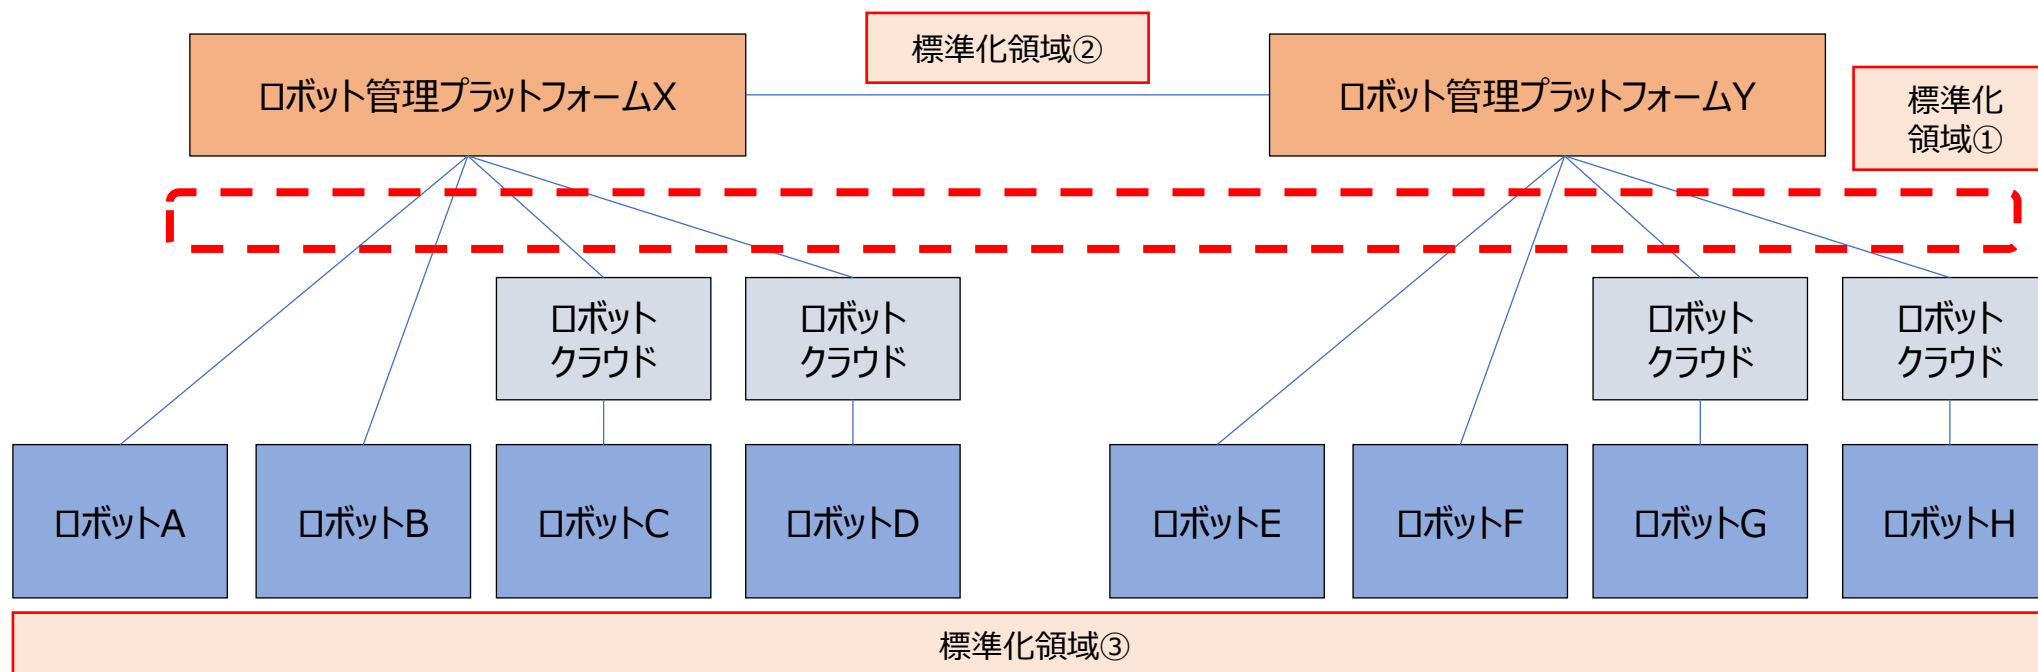 標準化領域②
ロボット管理プラットフォームX
ロボット管理プラットフォームY
標準化
領域①
ロボット
クラウド
ロボット
クラウド
ロボット
クラウド
ロボット
クラウド
ロボットA
ロボットB
ロボットC
ロボットD
ロボットE
ロボットF
ロボットG
ロボットH
標準化領域③